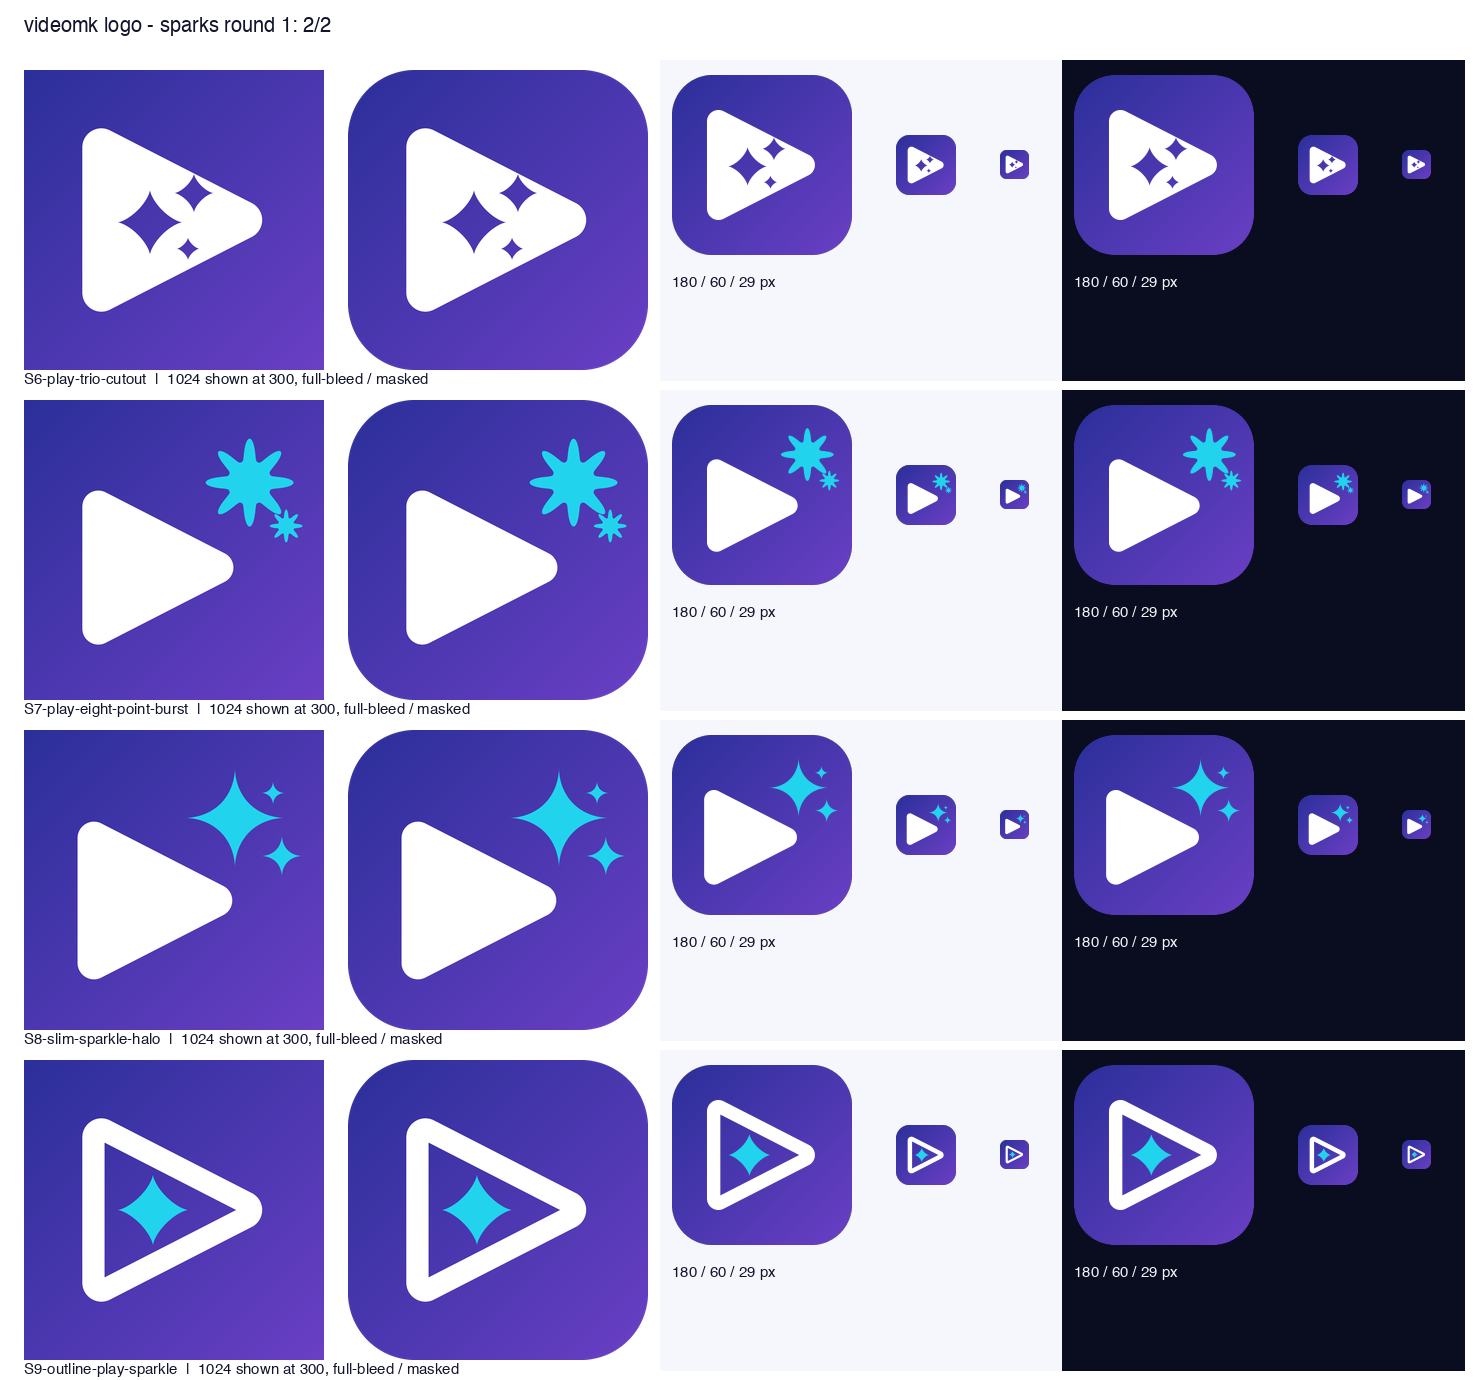 videomk logo - sparks round 1: 2/2
180 / 60 / 29 px
180 / 60 / 29 px
S6-play-trio-cutout | 1024 shown at 300, full-bleed / masked
180 / 60 / 29 px
180 / 60 / 29 px
S7-play-eight-point-burst | 1024 shown at 300, full-bleed / masked
180 / 60 / 29 px
180 / 60 / 29 px
S8-slim-sparkle-halo | 1024 shown at 300, full-bleed / masked
180 / 60 / 29 px
180 / 60 / 29 px
S9-outline-play-sparkle | 1024 shown at 300, full-bleed / masked